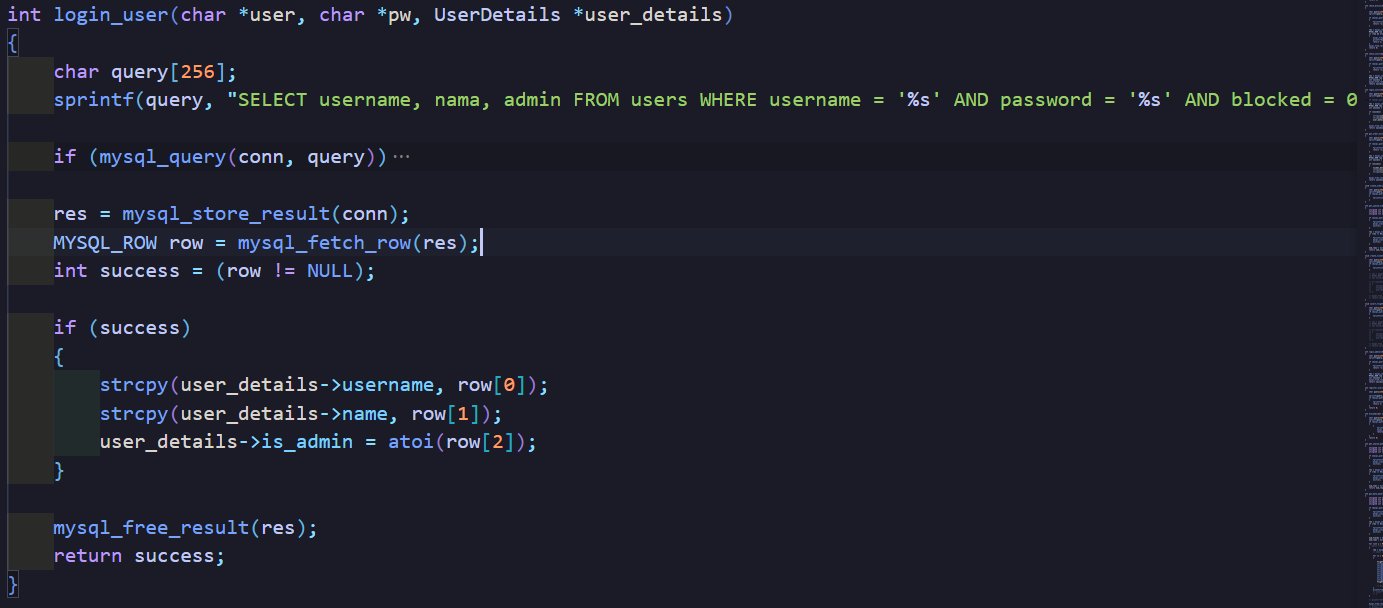 int login_user(char *user, char *pw, UserDetails *user_details)
{
char query[256];
sprintf(query, "SELECT username, nama, admin FROM users WHERE username = '%s' AND password = '%s' AND blocked = 0
if (mysql_query(conn, query))···
res = mysql_store_result(conn);
MYSQL_ROW row = mysql_fetch_row(res);
int success = (row != NULL);
if (success)
{
strcpy(user_details->username, row[0]);
strcpy(user_details->name, row[1]);
user_details->is_admin = atoi(row[2]);
}
mysql_free_result(res);
return success;
}